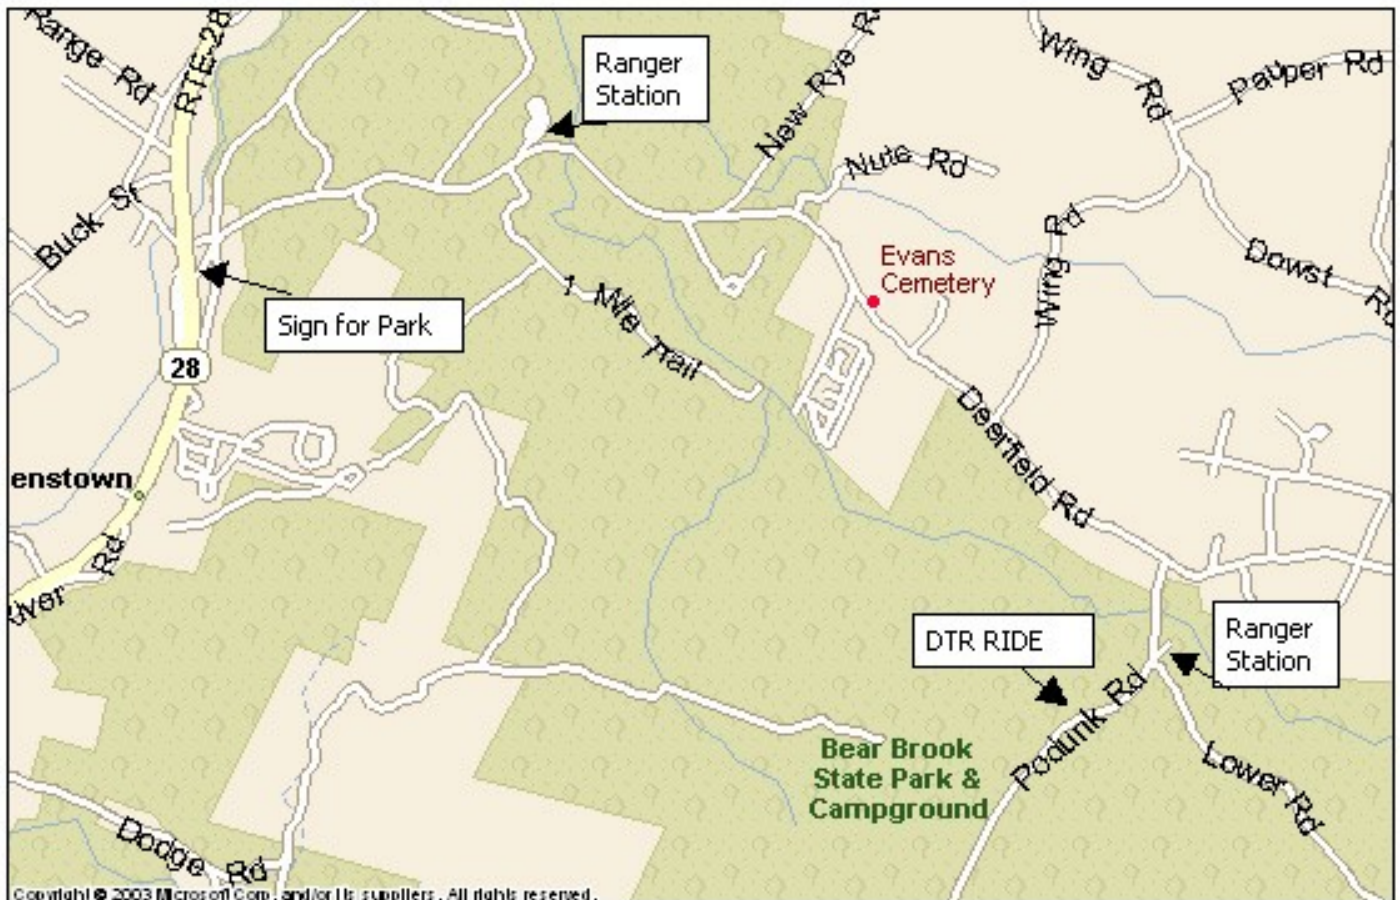 Range Rd
RTE 28
Ranger
Station
New Rye R
Wing
Rd
Pauper Rd
Nute Rd
Buck St
Wing Rd
Dowst
Evans
Cemetery
1 Mile Trail
Sign for Park
28
Deerfield Rd
enstown
Rd
iver
DTR RIDE
Ranger
Station
Podunk Rd
Bear Brook
State Park &
Campground
Lower Rd
Dodge Rd
Copyright © 2003 Microsoft Corp. and/or its suppliers. All rights reserved.